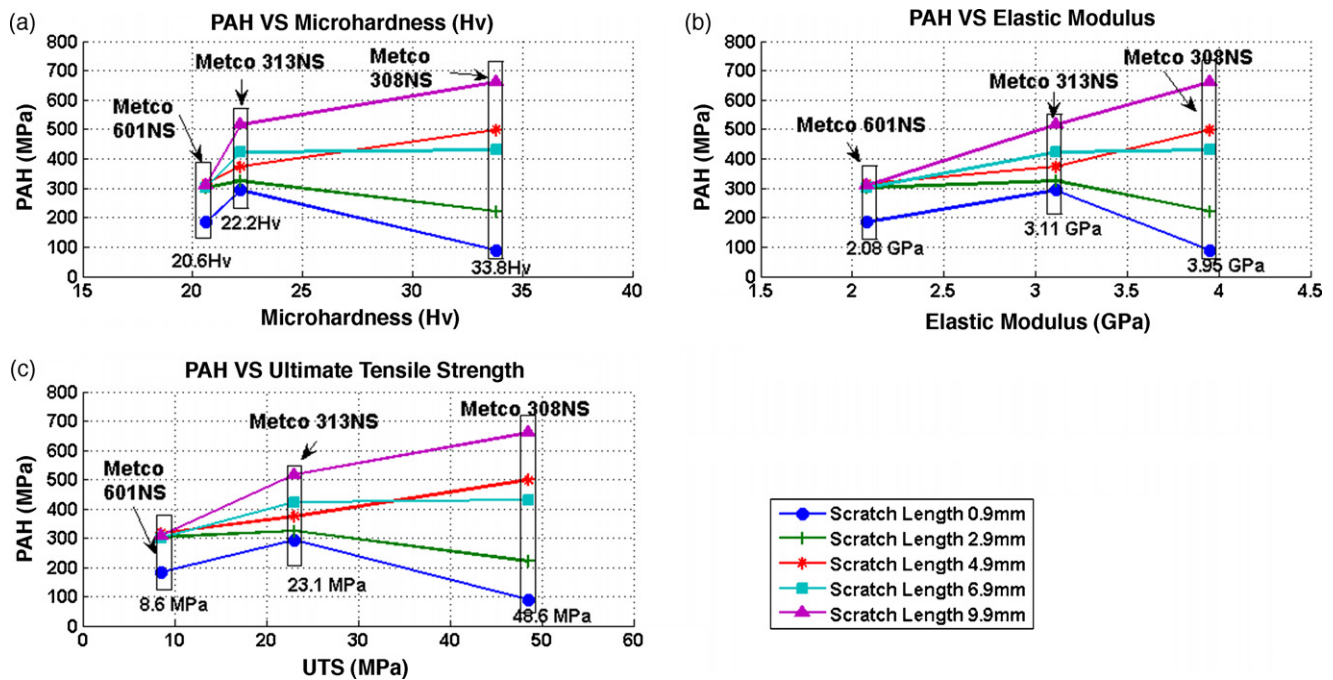 (a)
PAH VS Microhardness (Hv)
800
700
600
500
400
300
200
100
0
PAH (MPa)
Metco
601NS
Metco 313NS
Metco
308NS
20.6Hv
22.2Hv
33.8Hv
15
20
25
30
35
40
Microhardness (Hv)
(b)
PAH VS Elastic Modulus
800
700
600
500
400
300
200
100
0
PAH (MPa)
Metco 601NS
Metco 313NS
Metco 308NS
2.08 GPa
3.11 GPa
3.95 GPa
1.5
2
2.5
3
3.5
4
4.5
Elastic Modulus (GPa)
(c)
PAH VS Ultimate Tensile Strength
800
700
600
500
400
300
200
100
0
PAH (MPa)
Metco
601NS
Metco 313NS
Metco 308NS
8.6 MPa
23.1 MPa
48.6 MPa
0
10
20
30
40
50
60
UTS (MPa)
Scratch Length 0.9mm
Scratch Length 2.9mm
Scratch Length 4.9mm
Scratch Length 6.9mm
Scratch Length 9.9mm